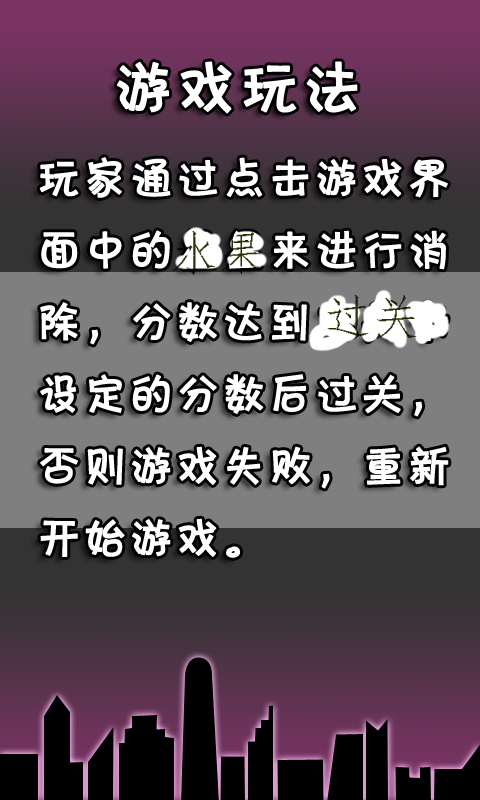 游戏玩法
玩家通过点击游戏界
面中的水果来进行消
除，分数达到过关
设定的分数后过关，
否则游戏失败，重新
开始游戏。